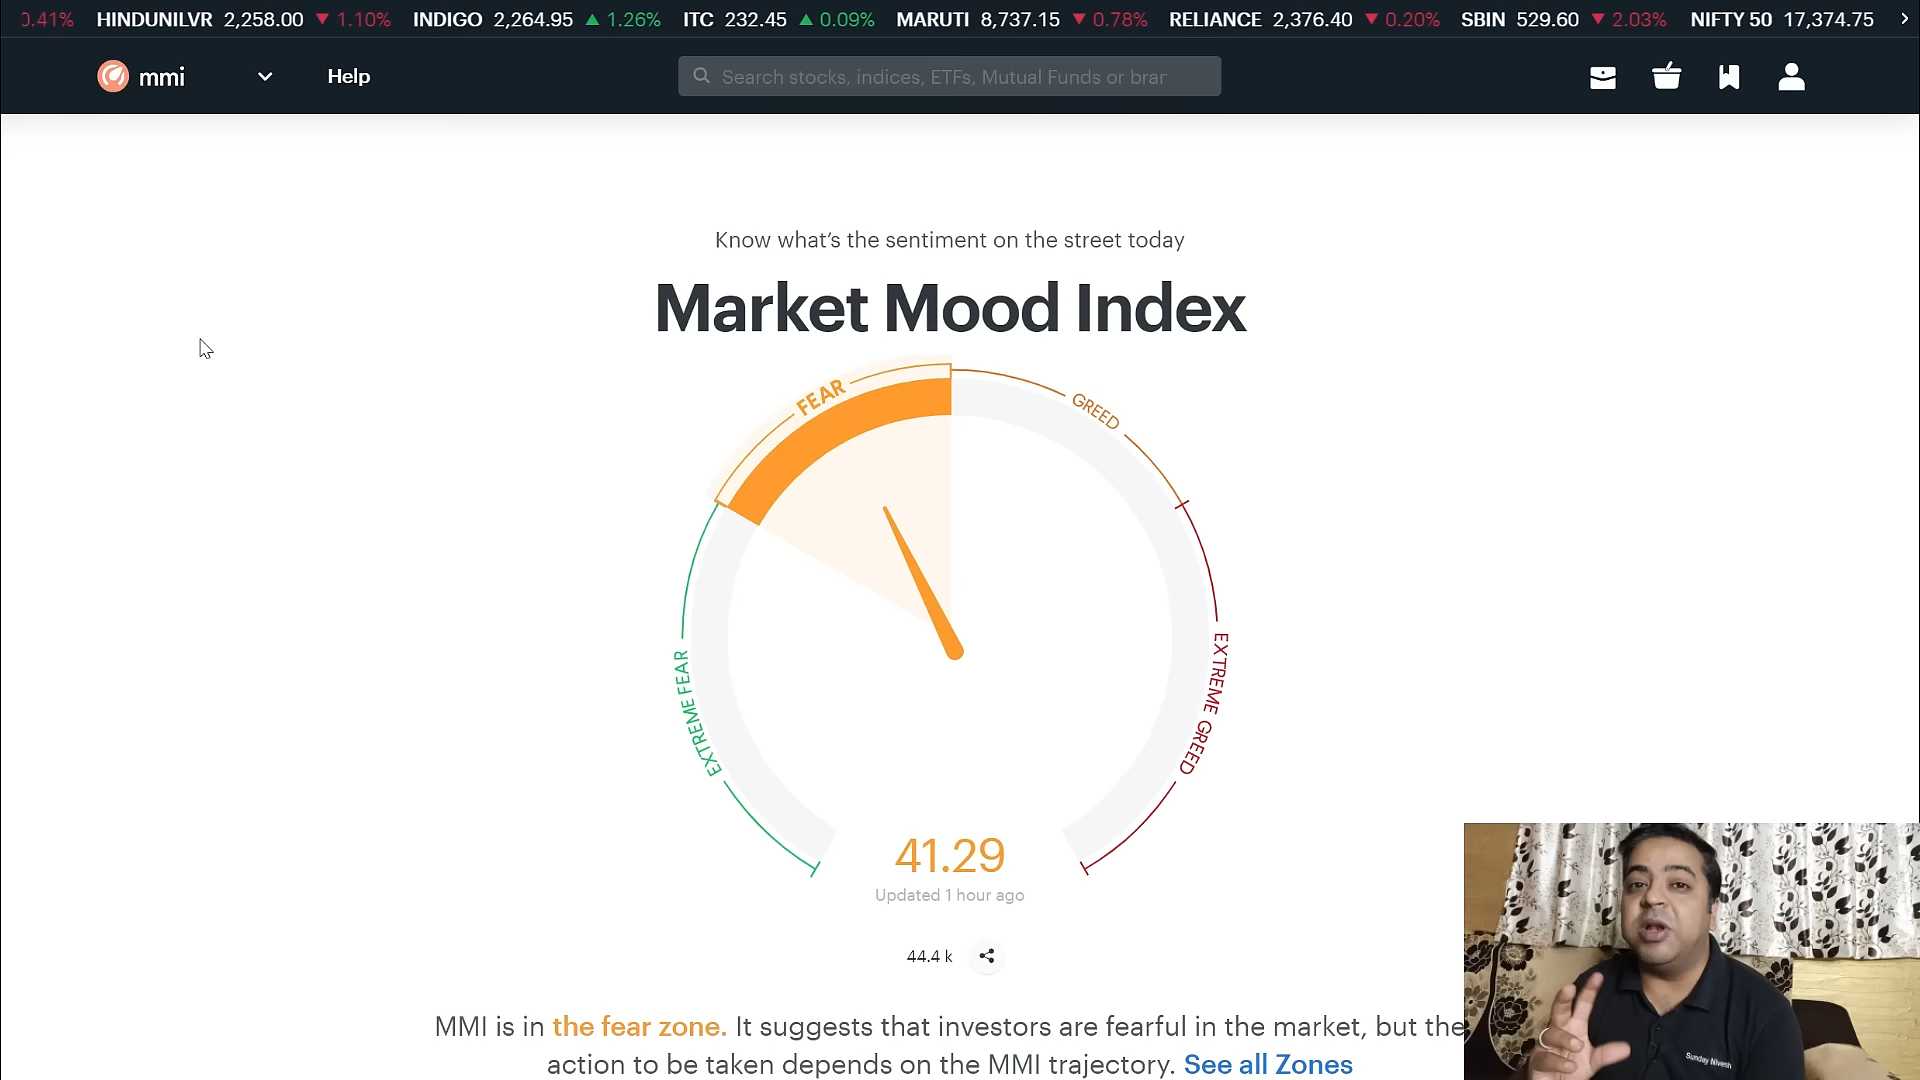 0.41% HINDUNILVR 2,258.00 ▼ 1.10% INDIGO 2,264.95 ▲ 1.26% ITC 232.45 ▲ 0.09% MARUTI 8,737.15 ▼ 0.78% RELIANCE 2,376.40 ▼ 0.20% SBIN 529.60 ▼ 2.03% NIFTY 50 17,374.75
mmi Help Search stocks, indices, ETFs, Mutual Funds or brar
Know what's the sentiment on the street today
Market Mood Index
FEAR
GREED
EXTREME FEAR
EXTREME GREED
41.29
Updated 1 hour ago
44.4 k
MMI is in the fear zone. It suggests that investors are fearful in the market, but the
action to be taken depends on the MMI trajectory. See all Zones
Sunday Nivesh